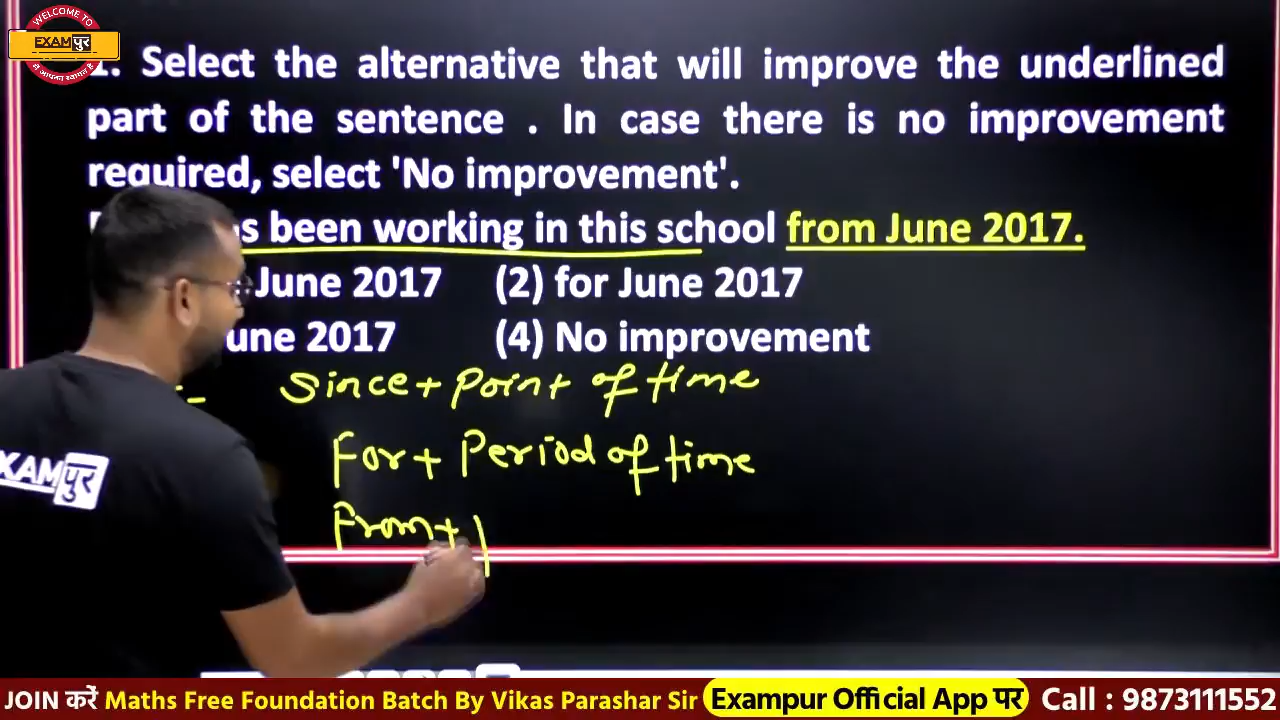 WELCOME TO
EXAMपुर
में आपका स्वागत है
1. Select the alternative that will improve the underlined
part of the sentence . In case there is no improvement
required, select 'No improvement'.
been working in this school from June 2017.
June 2017 (2) for June 2017
2017 (4) No improvement
Since + Point of time
For + Period of time
From +
EXAMपुर
JOIN करें Maths Free Foundation Batch By Vikas Parashar Sir Exampur Official App पर Call : 9873111552